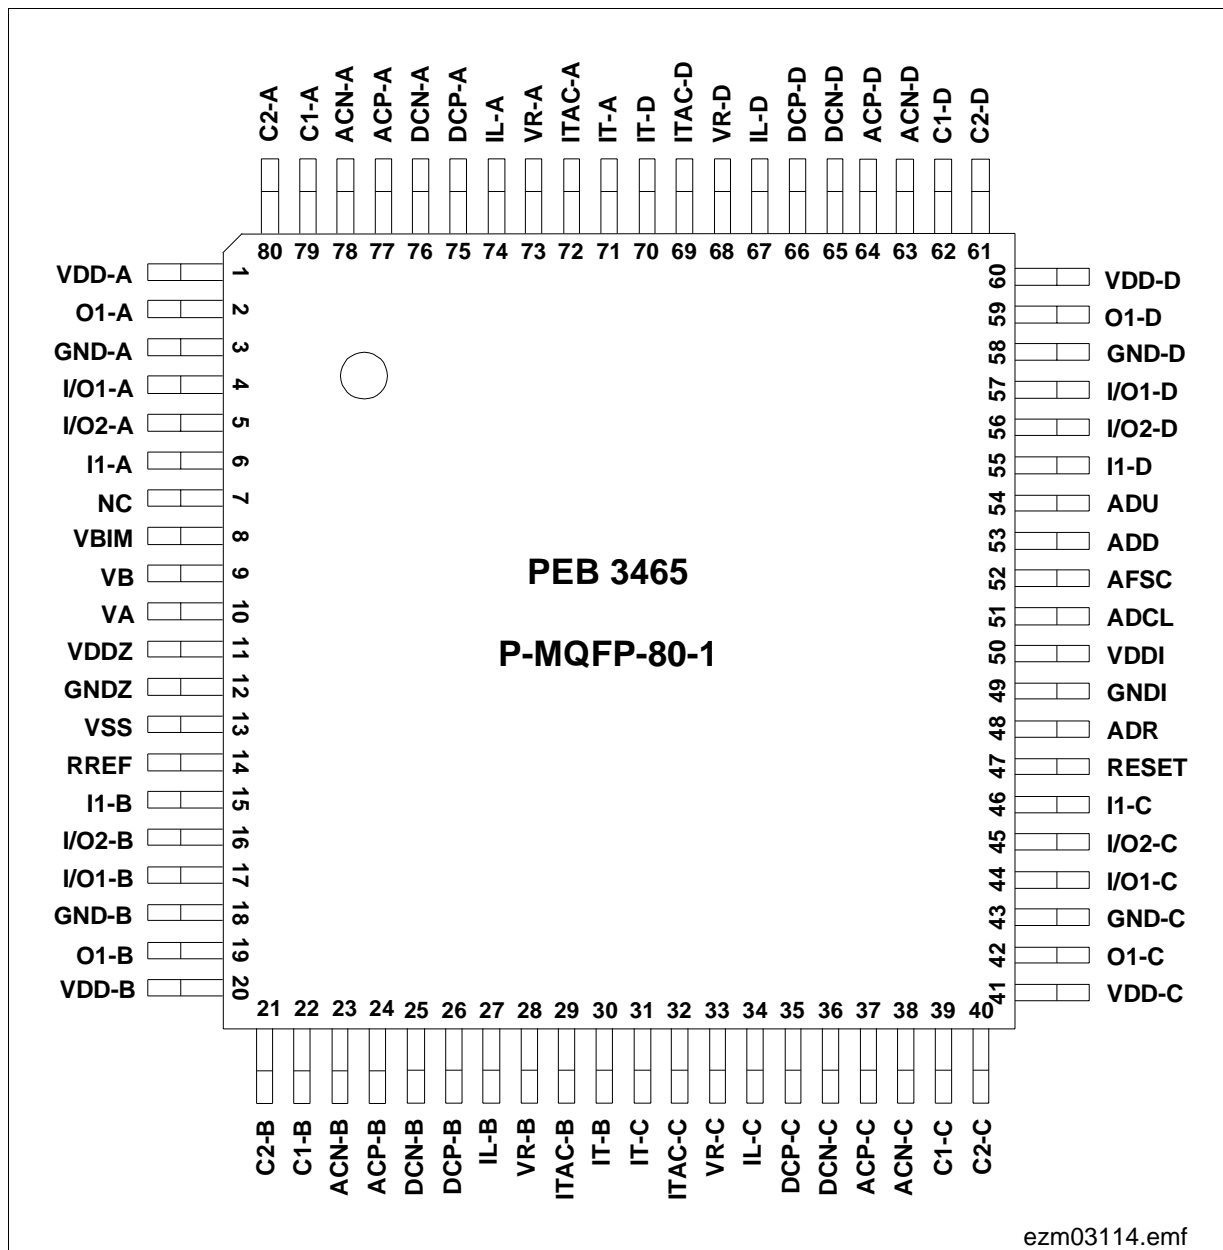 C2-A
C1-A
ACN-A
ACP-A
DCN-A
DCP-A
IL-A
VR-A
ITAC-A
IT-A
IT-D
ITAC-D
VR-D
IL-D
DCP-D
DCN-D
ACP-D
ACN-D
C1-D
C2-D
80 79 78 77 76 75 74 73 72 71 70 69 68 67 66 65 64 63 62 61
VDD-A 1
O1-A 2
GND-A 3
I/O1-A 4
I/O2-A 5
I1-A 6
NC 7
VBIM 8
VB 9
VA 10
VDDZ 11
GNDZ 12
VSS 13
RREF 14
I1-B 15
I/O2-B 16
I/O1-B 17
GND-B 18
O1-B 19
VDD-B 20
PEB 3465
P-MQFP-80-1
60 VDD-D
59 O1-D
58 GND-D
57 I/O1-D
56 I/O2-D
55 I1-D
54 ADU
53 ADD
52 AFSC
51 ADCL
50 VDDI
49 GNDI
48 ADR
47 RESET
46 I1-C
45 I/O2-C
44 I/O1-C
43 GND-C
42 O1-C
41 VDD-C
21 22 23 24 25 26 27 28 29 30 31 32 33 34 35 36 37 38 39 40
C2-B
C1-B
ACN-B
ACP-B
DCN-B
DCP-B
IL-B
VR-B
ITAC-B
IT-B
IT-C
ITAC-C
VR-C
IL-C
DCP-C
DCN-C
ACP-C
ACN-C
C1-C
C2-C
ezm03114.emf